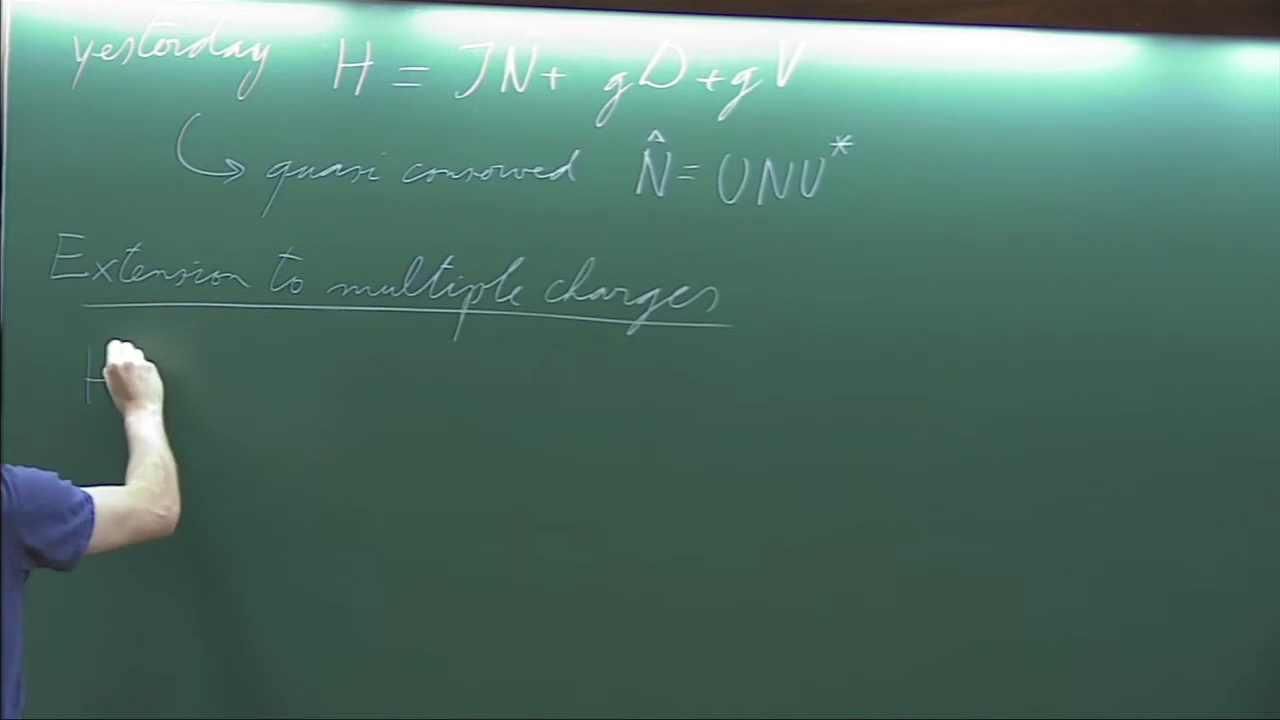 yesterday H = JN + gD + gV
quasi conserved N̂ = UNU*
Extension to multiple charges
H